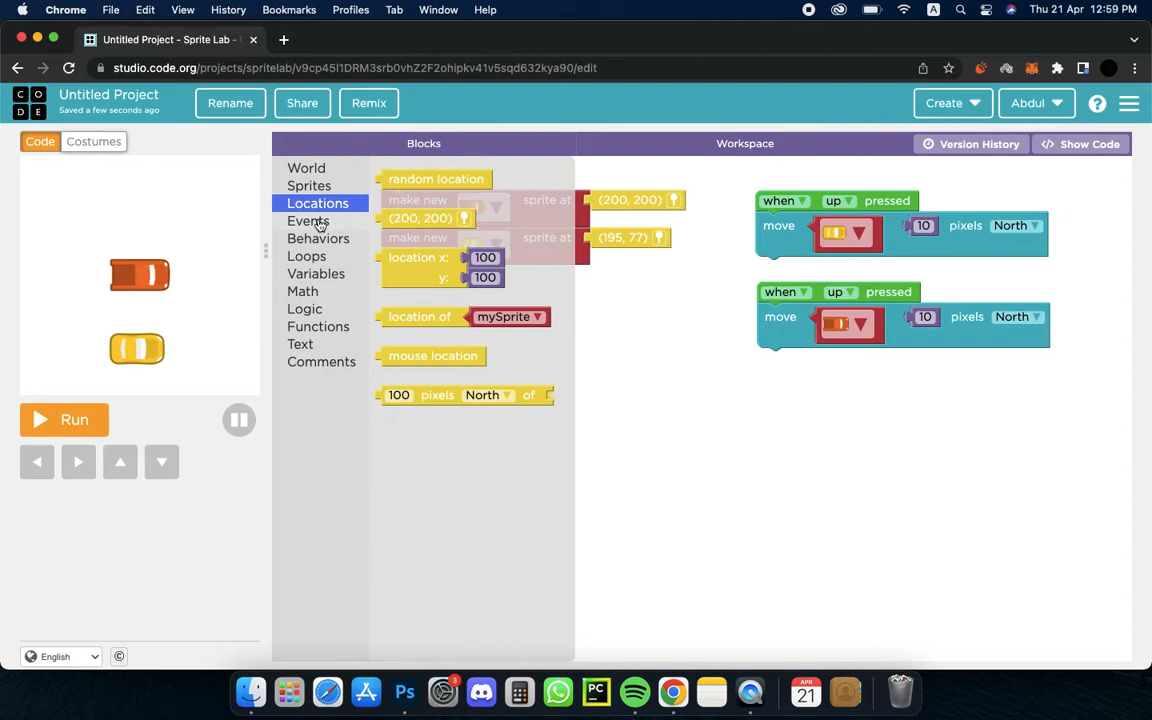 Chrome File Edit View History Bookmarks Profiles Tab Window Help A Thu 21 Apr 12:59 PM
Untitled Project - Sprite Lab -
studio.code.org/projects/spritelab/v9cp45l1DRM3srb0vhZ2F2ohipkv41v5sqd632kya90/edit
C O D E Untitled Project
Saved a few seconds ago
Rename Share Remix Create Abdul ?
Code Costumes Blocks Workspace Version History </> Show Code
World
Sprites
Locations
Events
Behaviors
Loops
Variables
Math
Logic
Functions
Text
Comments
random location
make new sprite at (200, 200)
(200, 200)
make new sprite at (195, 77)
location x: 100
y: 100
location of mySprite
mouse location
100 pixels North of
when up pressed
move 10 pixels North
when up pressed
move 10 pixels North
Run
English ©
3
PC
Ps
APR
21